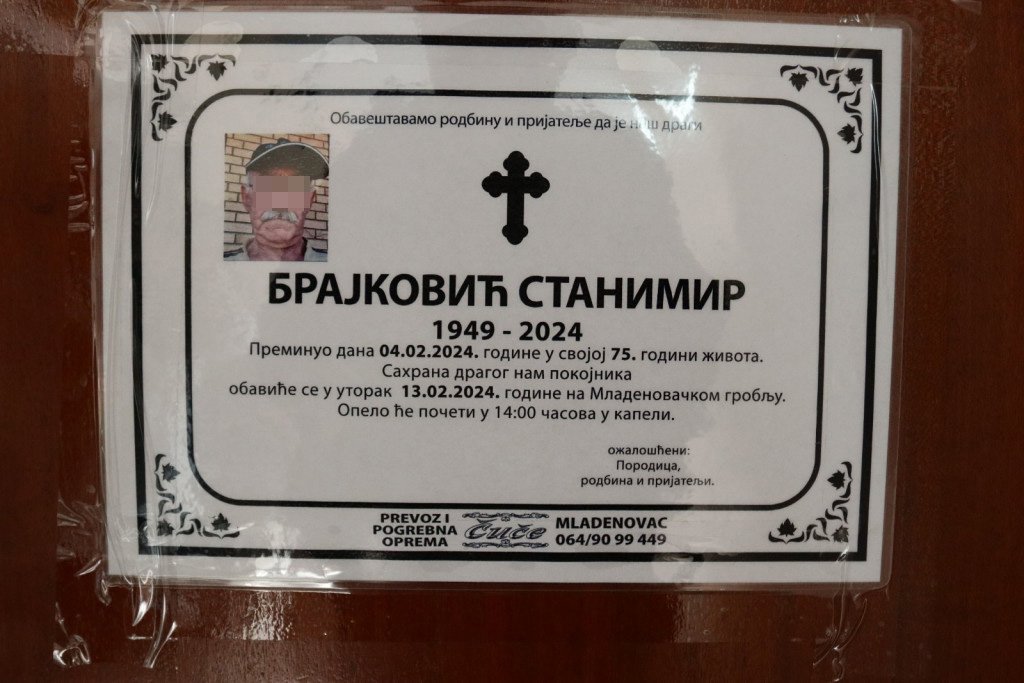 Обавештавамо родбину и пријатеље да је наш драги
БРАЈКОВИЋ СТАНИМИР
1949 - 2024
Преминуо дана 04.02.2024. године у својој 75. години живота.
Сахрана драгог нам покојника
обавиће се у уторак 13.02.2024. године на Младеновачком гробљу.
Опело ће почети у 14:00 часова у капели.
ожалошћени:
Породица,
родбина и пријатељи.
PREVOZ I
POGREBNA
OPREMA
Čuče
MLADENOVAC
064/90 99 449